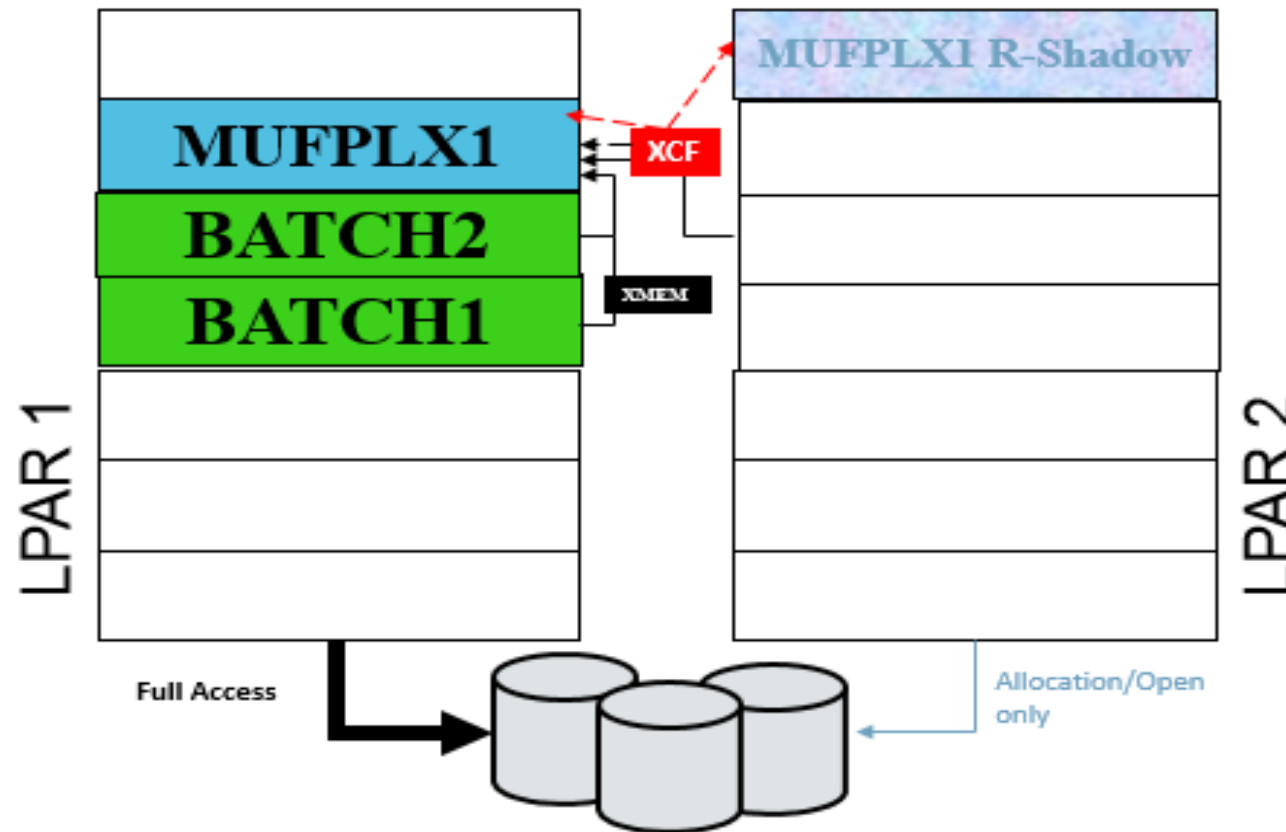 MUFPLX1 R-Shadow
MUFPLX1
XCF
BATCH2
XMEM
BATCH1
LPAR 1
LPAR 2
Full Access
Allocation/Open
only